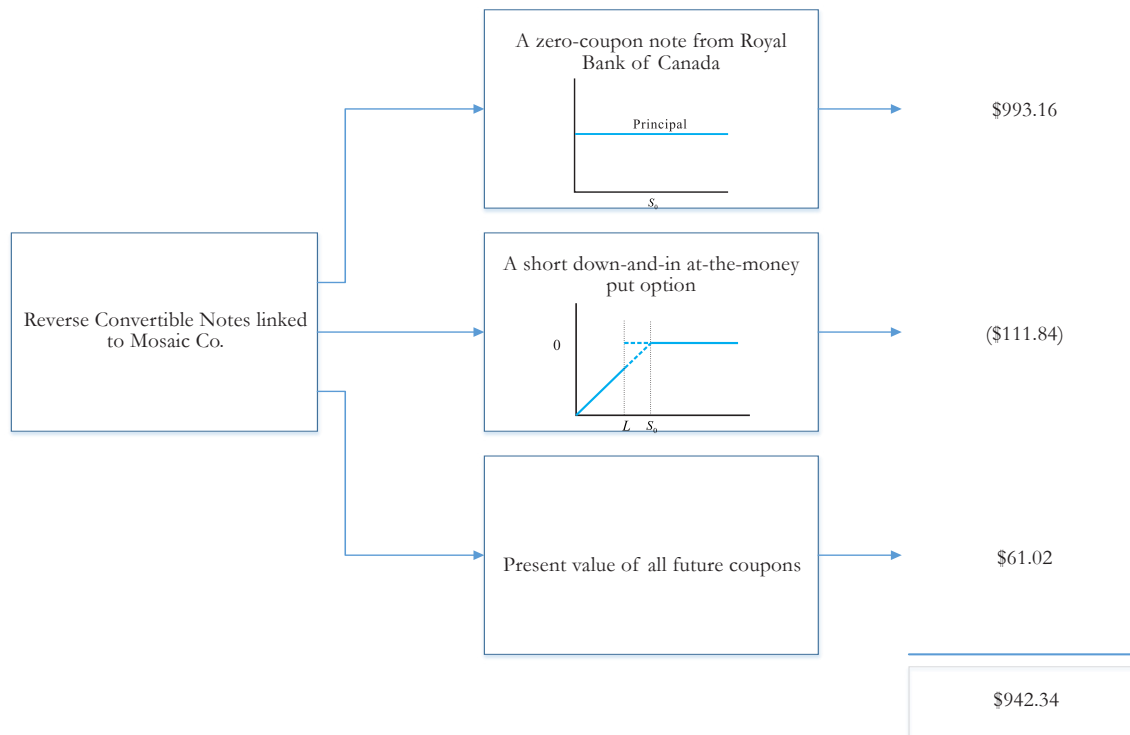 A zero-coupon note from Royal
Bank of Canada
Principal
S₀
$993.16
Reverse Convertible Notes linked
to Mosaic Co.
A short down-and-in at-the-money
put option
0
L S₀
($111.84)
Present value of all future coupons
$61.02
$942.34